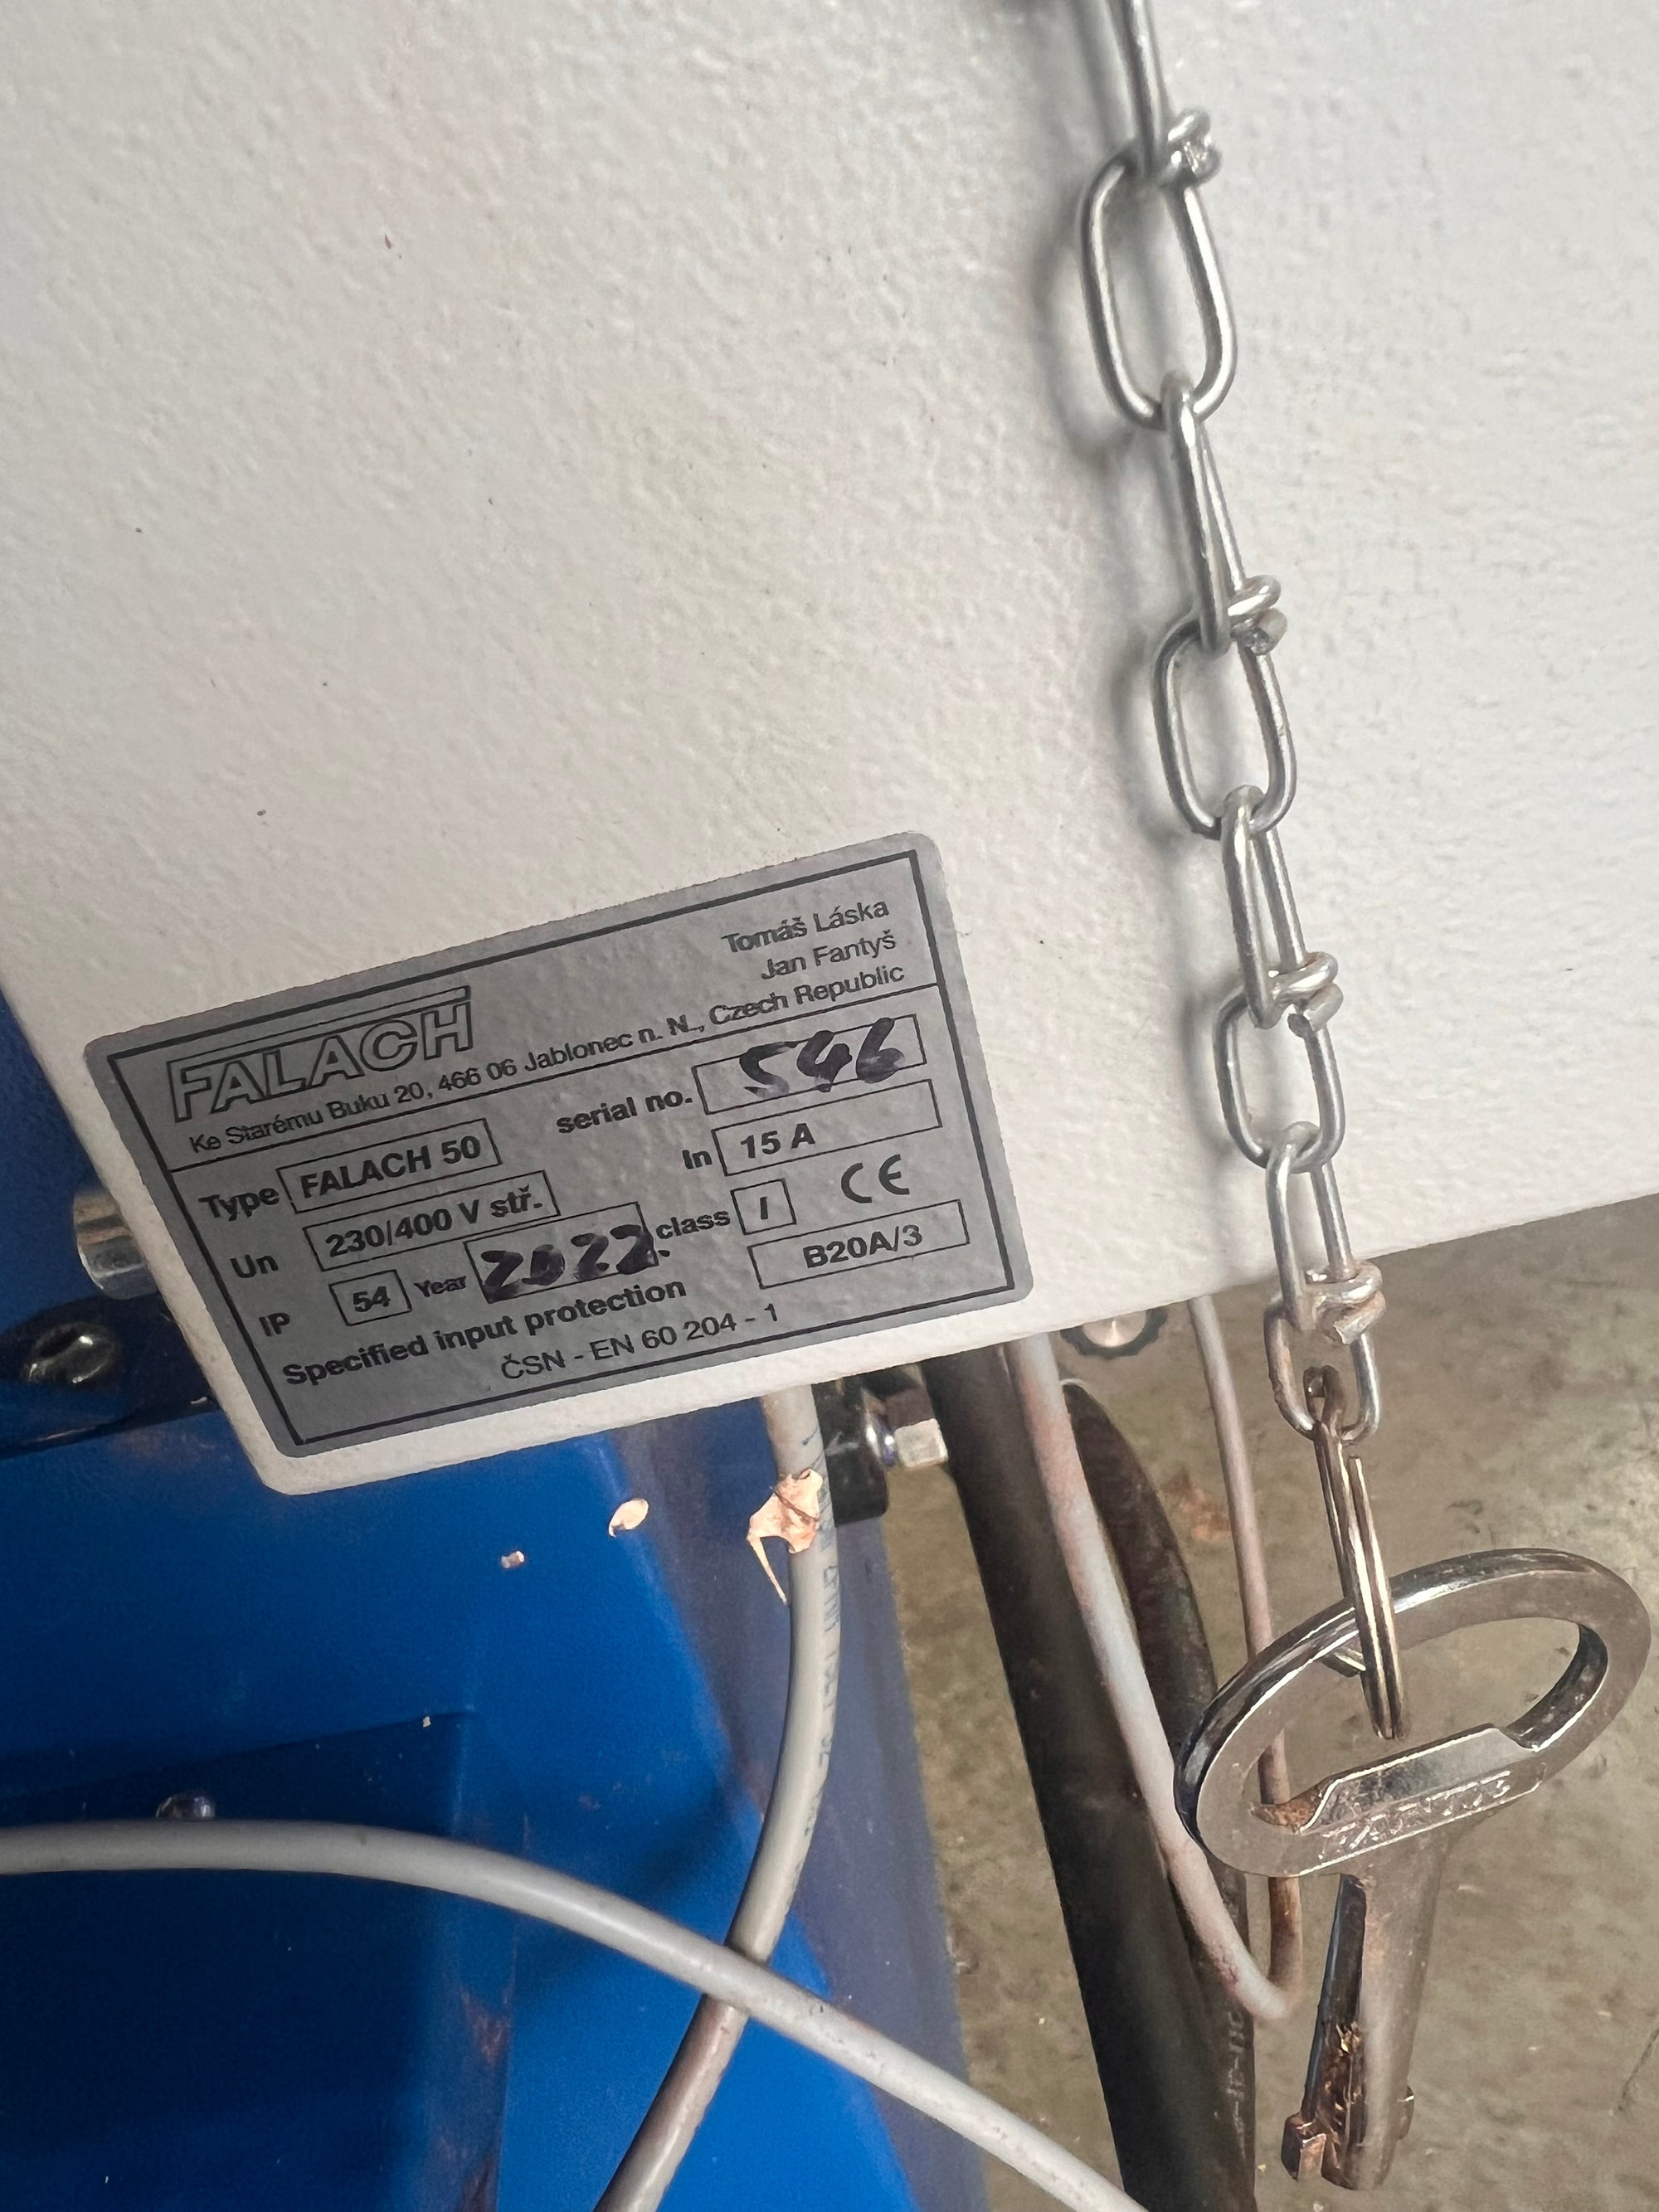 FALACH
Tomáš Láska
Jan Fantyš
Ke Starému Buku 20, 466 06 Jablonec n. N., Czech Republic
Type FALACH 50 serial no. 546
Un 230/400 V stř. In 15 A
IP 54 Year 2022. class I CE
Specified input protection B20A/3
ČSN - EN 60 204 - 1